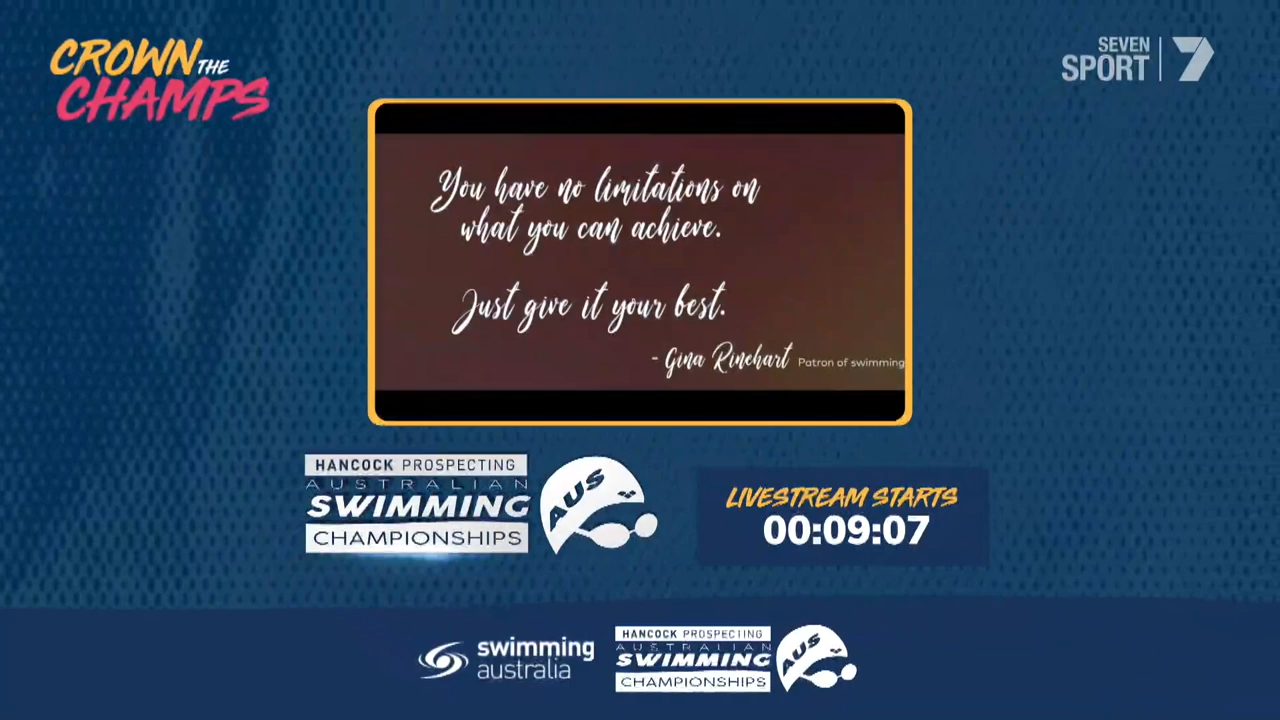 CROWN THE
CHAMPS
SEVEN
SPORT
7
You have no limitations on
what you can achieve.
Just give it your best.
- Gina Rinehart Patron of swimming
HANCOCK PROSPECTING
AUSTRALIAN
SWIMMING
CHAMPIONSHIPS
AUS
LIVESTREAM STARTS
00:09:07
swimming
australia
HANCOCK PROSPECTING
AUSTRALIAN
SWIMMING
CHAMPIONSHIPS
AUS